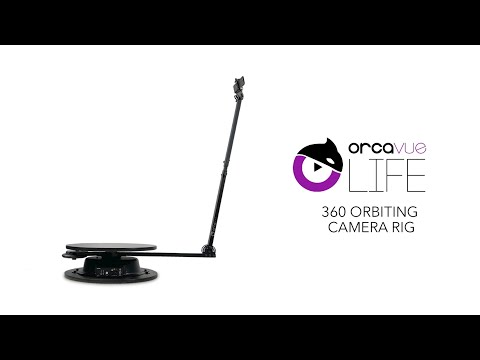 orcavue
LIFE
360 ORBITING
CAMERA RIG